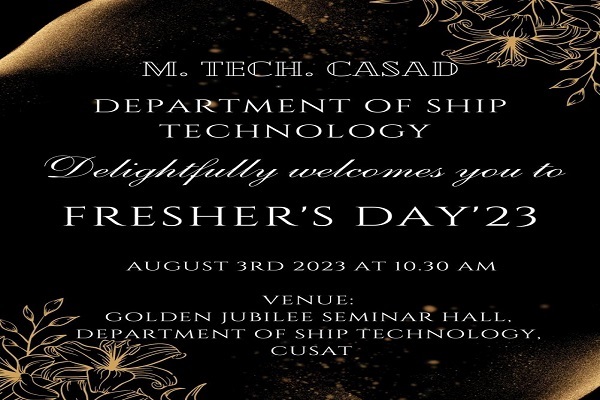 M. TECH. CASAD
DEPARTMENT OF SHIP
TECHNOLOGY
Delightfully welcomes you to
FRESHER'S DAY'23
AUGUST 3RD 2023 AT 10.30 AM
VENUE:
GOLDEN JUBILEE SEMINAR HALL,
DEPARTMENT OF SHIP TECHNOLOGY,
CUSAT